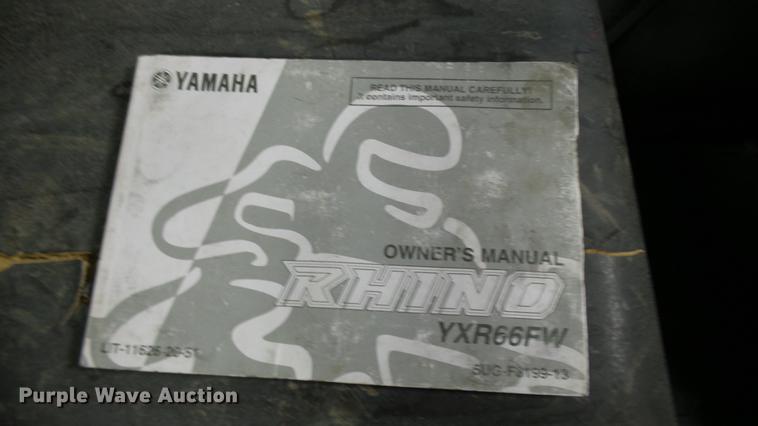 YAMAHA
READ THIS MANUAL CAREFULLY!
It contains important safety information.
OWNER'S MANUAL
RHINO
YXR66FW
LIT-11626-20-51
5UG-F8199-13
Purple Wave Auction